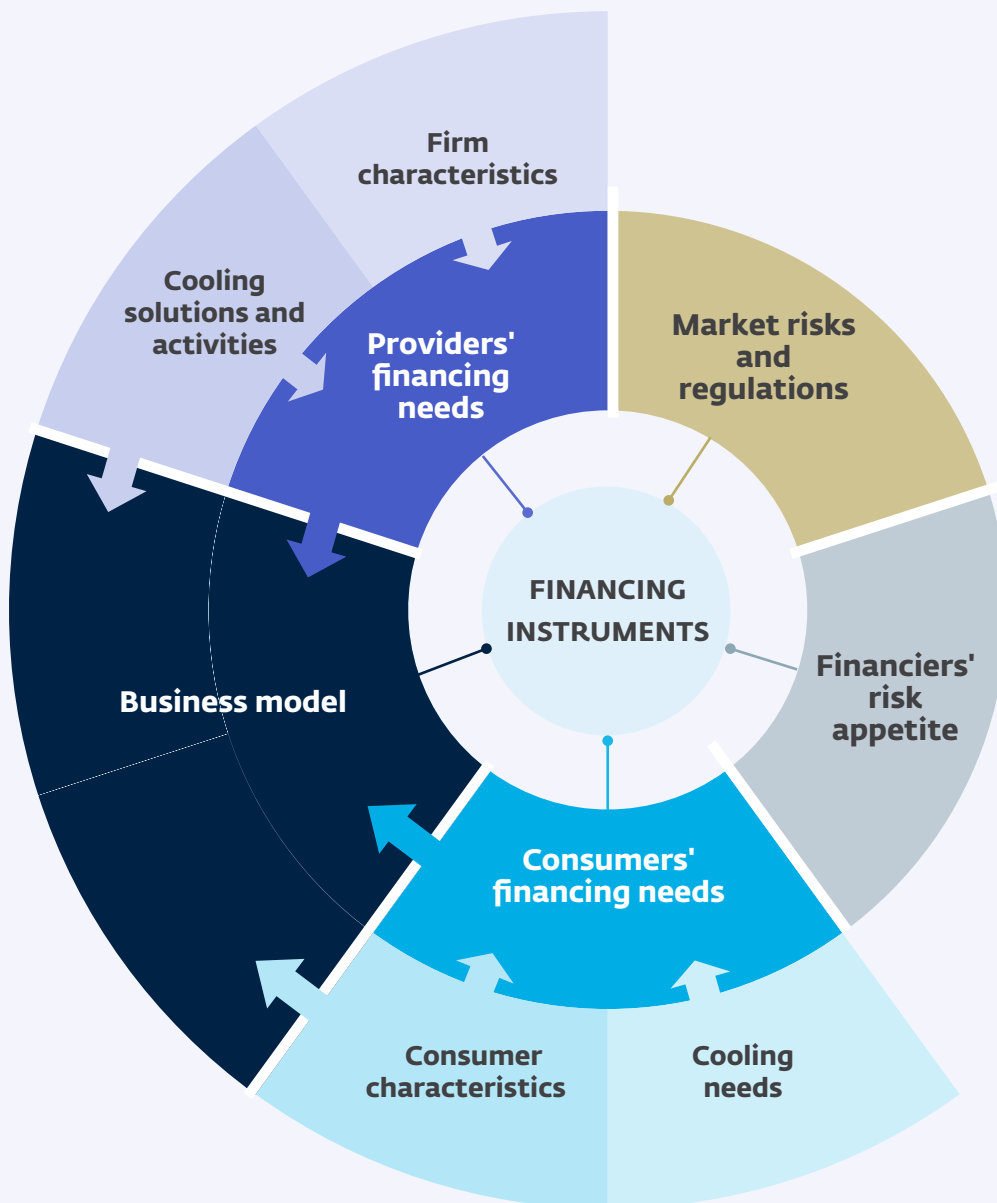 Firm
characteristics
Cooling
solutions and
activities
Providers'
financing
needs
Market risks
and
regulations
FINANCING
INSTRUMENTS
Financiers'
risk
appetite
Business model
Consumers'
financing needs
Consumer
characteristics
Cooling
needs